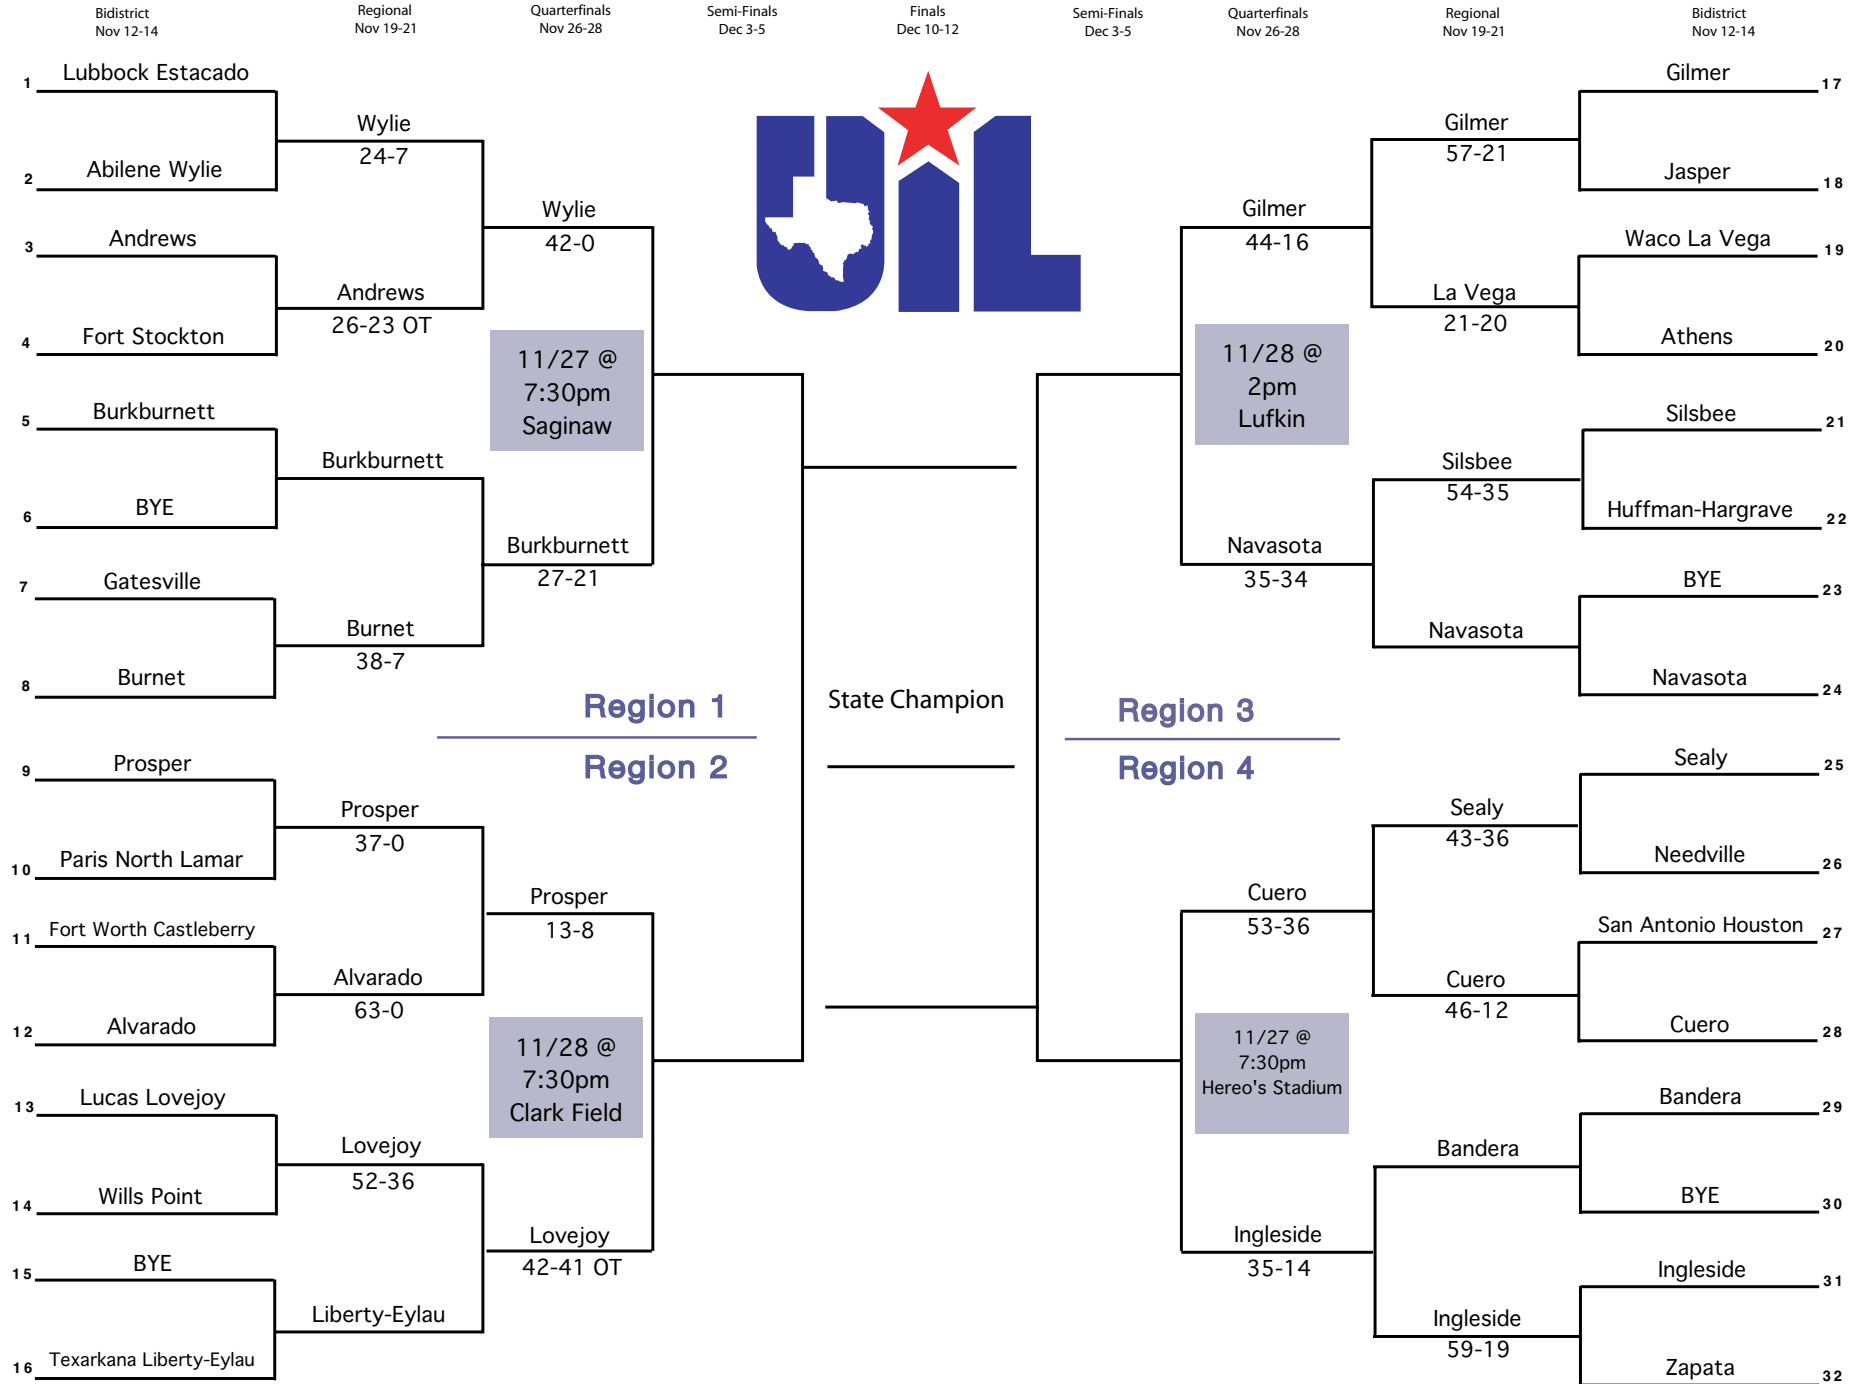 Bidistrict
Nov 12-14
Regional
Nov 19-21
Quarterfinals
Nov 26-28
Semi-Finals
Dec 3-5
Finals
Dec 10-12
Semi-Finals
Dec 3-5
Quarterfinals
Nov 26-28
Regional
Nov 19-21
Bidistrict
Nov 12-14
UIL
1 Lubbock Estacado
2 Abilene Wylie
3 Andrews
4 Fort Stockton
5 Burkburnett
6 BYE
7 Gatesville
8 Burnet
9 Prosper
10 Paris North Lamar
11 Fort Worth Castleberry
12 Alvarado
13 Lucas Lovejoy
14 Wills Point
15 BYE
16 Texarkana Liberty-Eylau
Wylie
24-7
Andrews
26-23 OT
Burkburnett
Burnet
38-7
Prosper
37-0
Alvarado
63-0
Lovejoy
52-36
Liberty-Eylau
Wylie
42-0
11/27 @
7:30pm
Saginaw
Burkburnett
27-21
Region 1
Region 2
Prosper
13-8
11/28 @
7:30pm
Clark Field
Lovejoy
42-41 OT
State Champion
Gilmer
44-16
11/28 @
2pm
Lufkin
Navasota
35-34
Region 3
Region 4
Cuero
53-36
11/27 @
7:30pm
Hereo's Stadium
Ingleside
35-14
Gilmer
57-21
La Vega
21-20
Silsbee
54-35
Navasota
Sealy
43-36
Cuero
46-12
Bandera
Ingleside
59-19
Gilmer 17
Jasper 18
Waco La Vega 19
Athens 20
Silsbee 21
Huffman-Hargrave 22
BYE 23
Navasota 24
Sealy 25
Needville 26
San Antonio Houston 27
Cuero 28
Bandera 29
BYE 30
Ingleside 31
Zapata 32